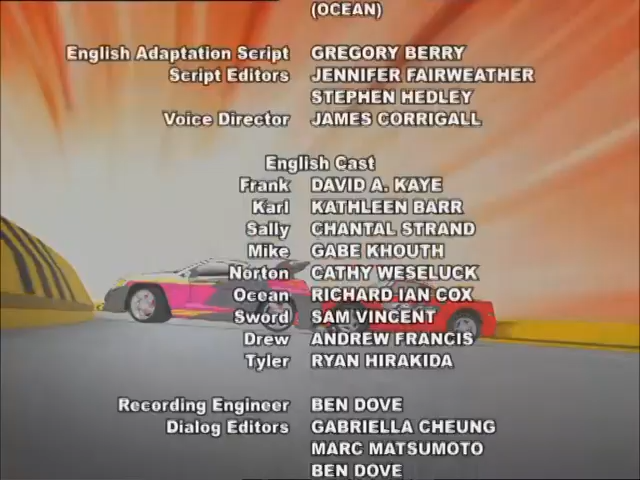 (OCEAN)
English Adaptation Script GREGORY BERRY
Script Editors JENNIFER FAIRWEATHER
STEPHEN HEDLEY
Voice Director JAMES CORRIGALL
English Cast
Frank DAVID A. KAYE
Karl KATHLEEN BARR
Sally CHANTAL STRAND
Mike GABE KHOUTH
Norton CATHY WESELUCK
Ocean RICHARD IAN COX
Sword SAM VINCENT
Drew ANDREW FRANCIS
Tyler RYAN HIRAKIDA
Recording Engineer BEN DOVE
Dialog Editors GABRIELLA CHEUNG
MARC MATSUMOTO
BEN DOVE